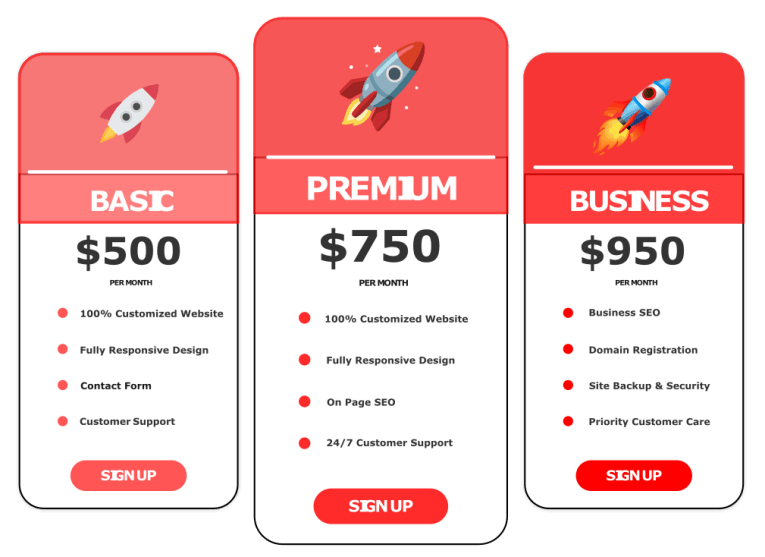 BASIC
$500
PER MONTH
100% Customized Website
Fully Responsive Design
Contact Form
Customer Support
SIGN UP
PREMIUM
$750
PER MONTH
100% Customized Website
Fully Responsive Design
On Page SEO
24/7 Customer Support
SIGN UP
BUSINESS
$950
PER MONTH
Business SEO
Domain Registration
Site Backup & Security
Priority Customer Care
SIGN UP